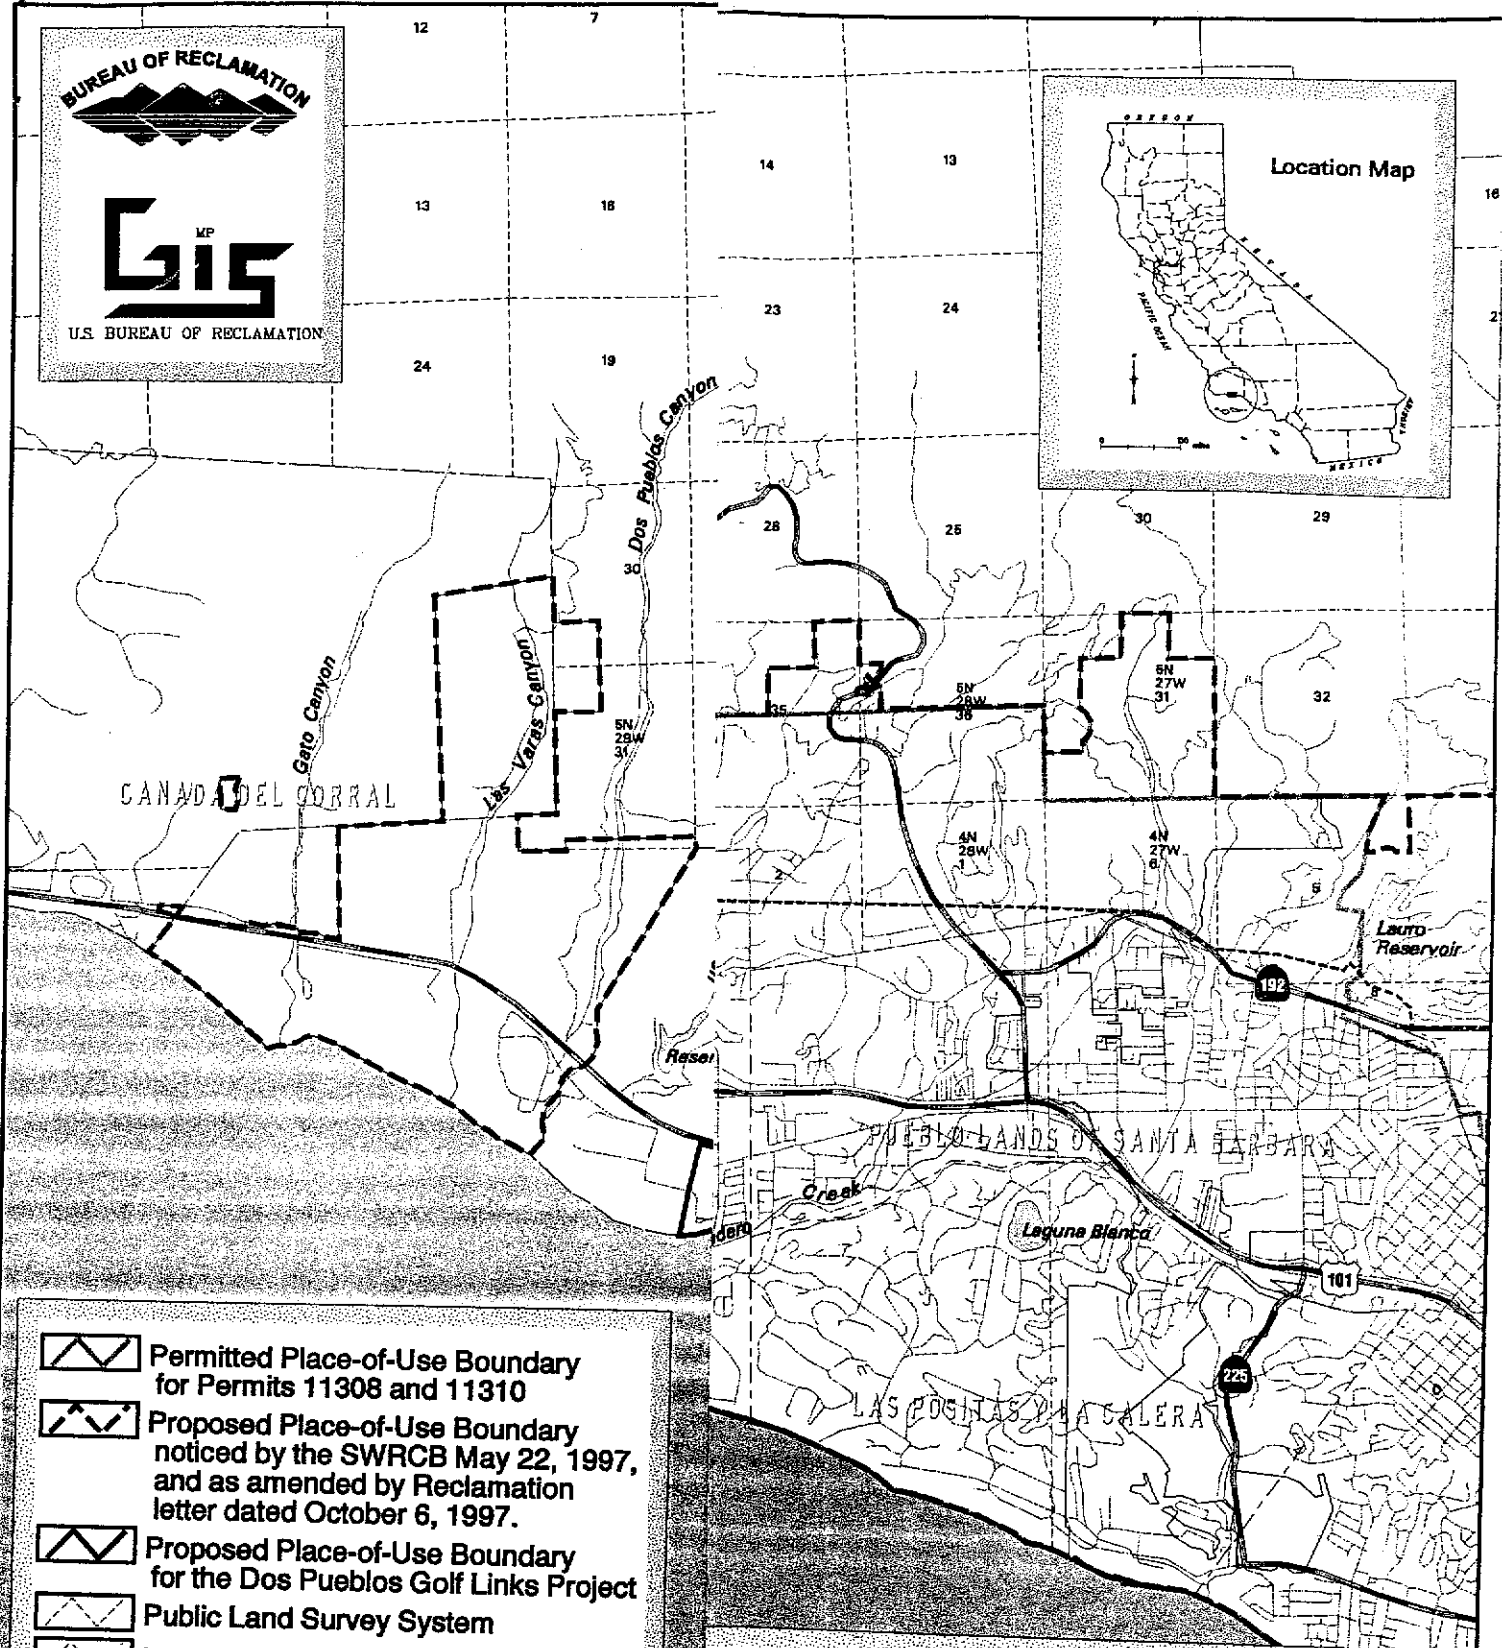 12
7
BUREAU OF RECLAMATION
MP
GIS
U.S. BUREAU OF RECLAMATION
Location Map
OREGON
NEVADA
PACIFIC OCEAN
MEXICO
0
miles
14
13
16
13
18
23
24
24
19
Dos Pueblos Canyon
30
28
25
30
29
Gato Canyon
Las Varas Canyon
5N
29W
31
35
5N
28W
36
5N
27W
31
32
CANADA DEL CORRAL
2
4N
28W
1
4N
27W
6
5
Lauro
Reservoir
192
8
Reser
PUEBLO LANDS OF SANTA BARBARA
Creek
adero
Laguna Blanca
101
225
LAS POSITAS Y LA CALERA
Permitted Place-of-Use Boundary
for Permits 11308 and 11310
Proposed Place-of-Use Boundary
noticed by the SWRCB May 22, 1997,
and as amended by Reclamation
letter dated October 6, 1997.
Proposed Place-of-Use Boundary
for the Dos Pueblos Golf Links Project
Public Land Survey System